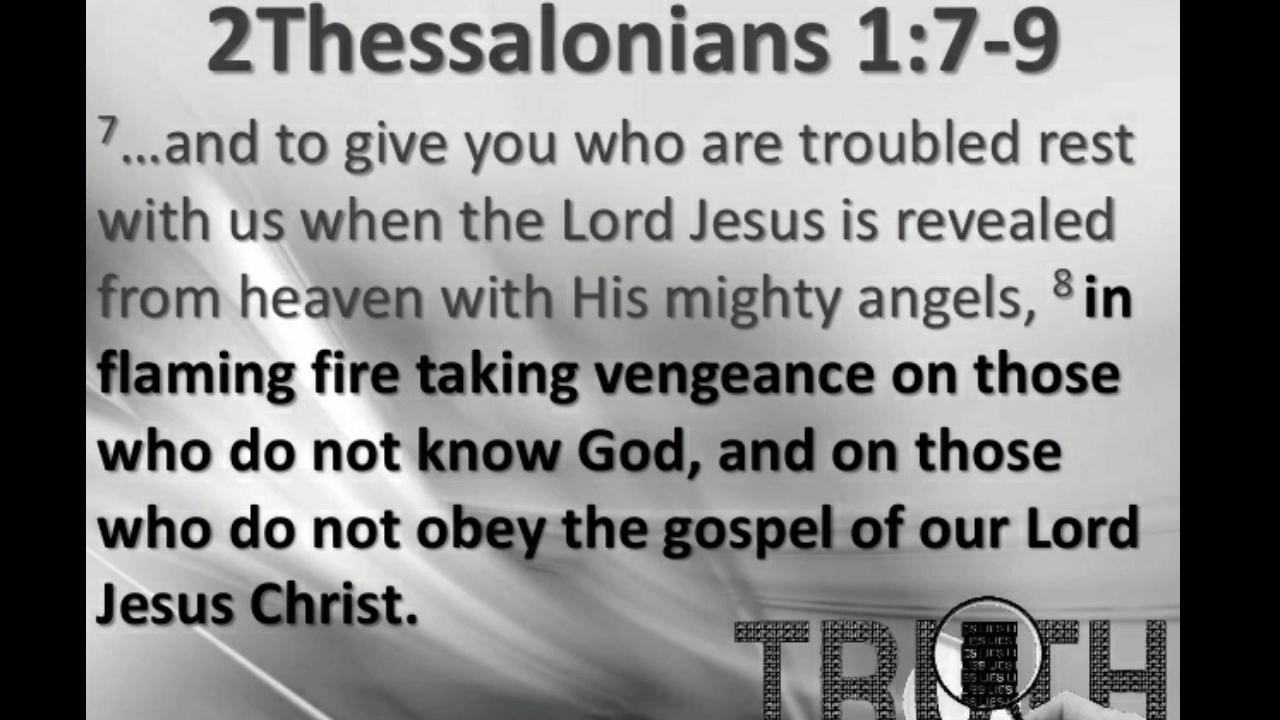 2Thessalonians 1:7-9
7...and to give you who are troubled rest
with us when the Lord Jesus is revealed
from heaven with His mighty angels, 8 in
flaming fire taking vengeance on those
who do not know God, and on those
who do not obey the gospel of our Lord
Jesus Christ.
TRUTH